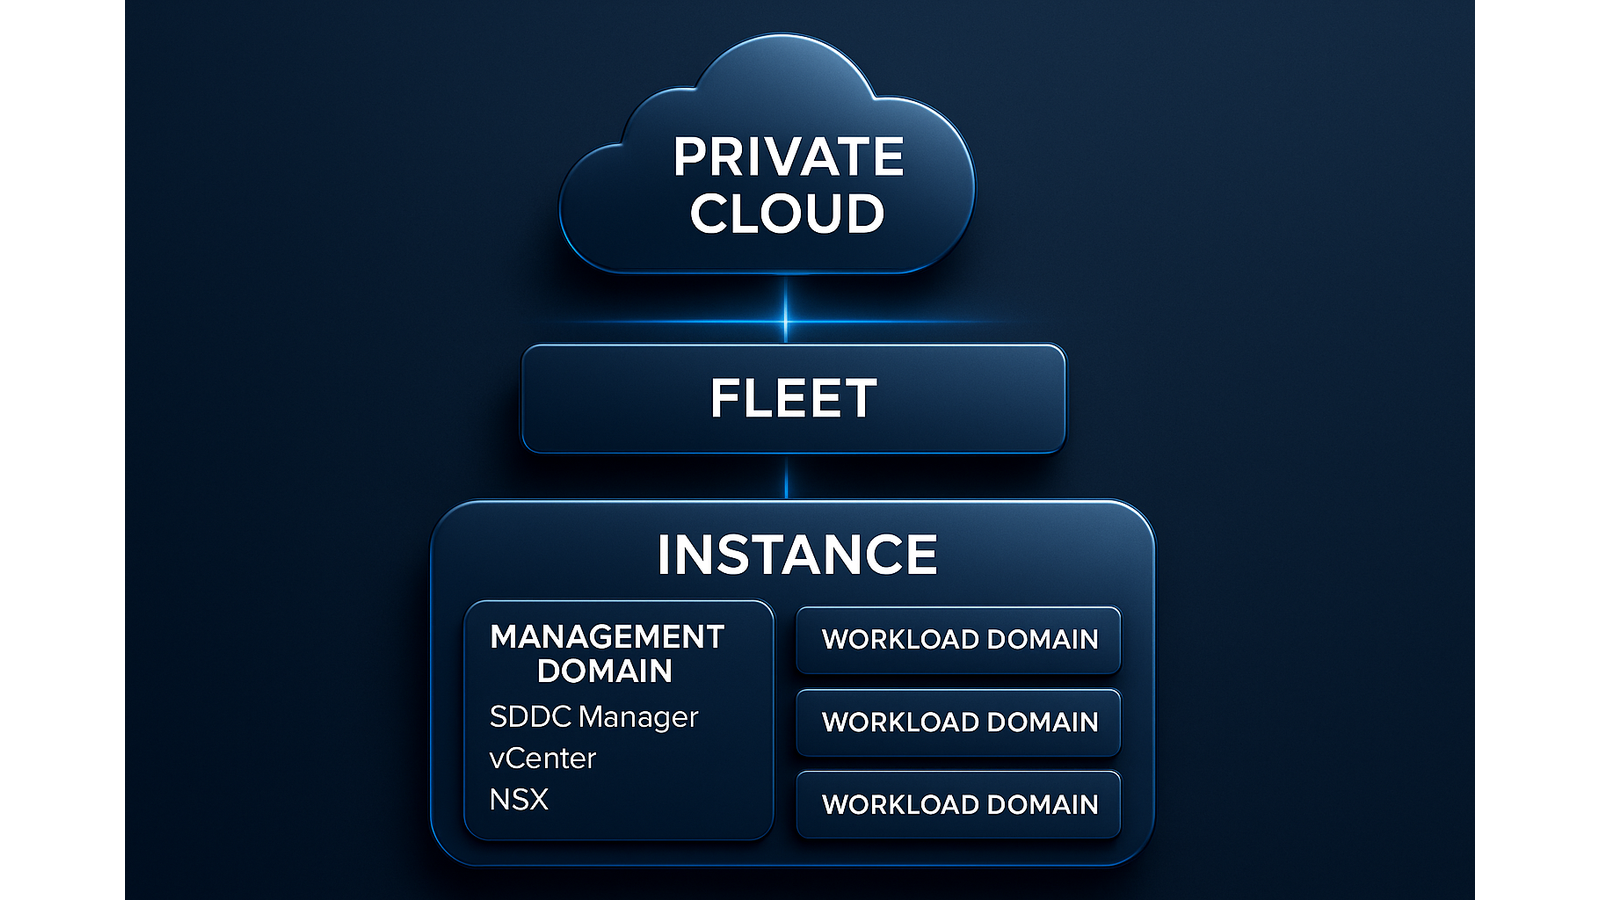 PRIVATE
CLOUD
FLEET
INSTANCE
MANAGEMENT
DOMAIN
SDDC Manager
vCenter
NSX
WORKLOAD DOMAIN
WORKLOAD DOMAIN
WORKLOAD DOMAIN